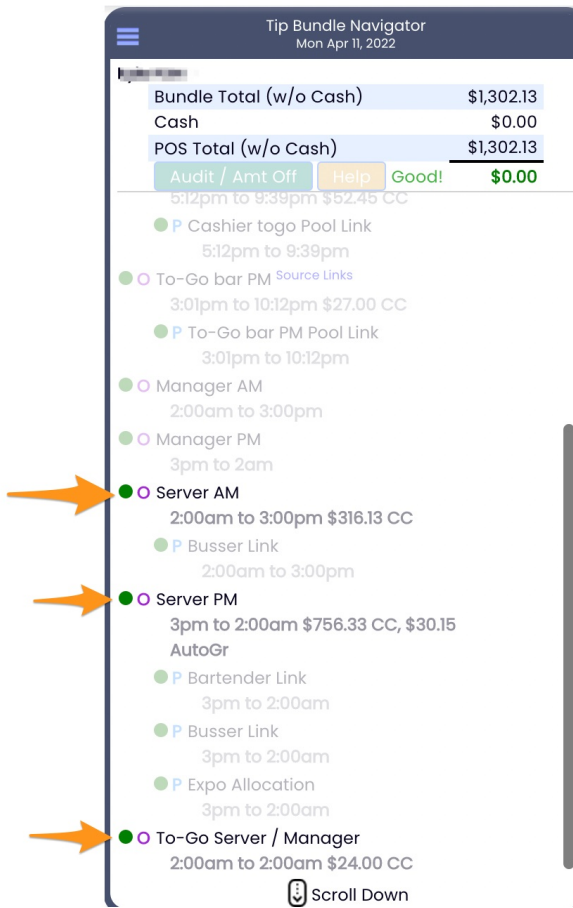 Tip Bundle Navigator
Mon Apr 11, 2022
Bundle Total (w/o Cash) $1,302.13
Cash $0.00
POS Total (w/o Cash) $1,302.13
Audit / Amt Off Help Good! $0.00
5:12pm to 9:39pm $52.45 CC
P Cashier togo Pool Link
5:12pm to 9:39pm
O To-Go bar PM Source Links
3:01pm to 10:12pm $27.00 CC
P To-Go bar PM Pool Link
3:01pm to 10:12pm
O Manager AM
2:00am to 3:00pm
O Manager PM
3pm to 2am
O Server AM
2:00am to 3:00pm $316.13 CC
P Busser Link
2:00am to 3:00pm
O Server PM
3pm to 2:00am $756.33 CC, $30.15
AutoGr
P Bartender Link
3pm to 2:00am
P Busser Link
3pm to 2:00am
P Expo Allocation
3pm to 2:00am
O To-Go Server / Manager
2:00am to 2:00am $24.00 CC
Scroll Down